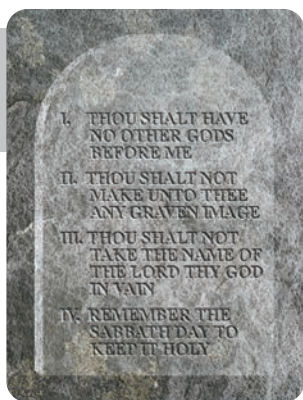 I. THOU SHALT HAVE
NO OTHER GODS
BEFORE ME
II. THOU SHALT NOT
MAKE UNTO THEE
ANY GRAVEN IMAGE
III. THOU SHALT NOT
TAKE THE NAME OF
THE LORD THY GOD
IN VAIN
IV. REMEMBER THE
SABBATH DAY TO
KEEP IT HOLY